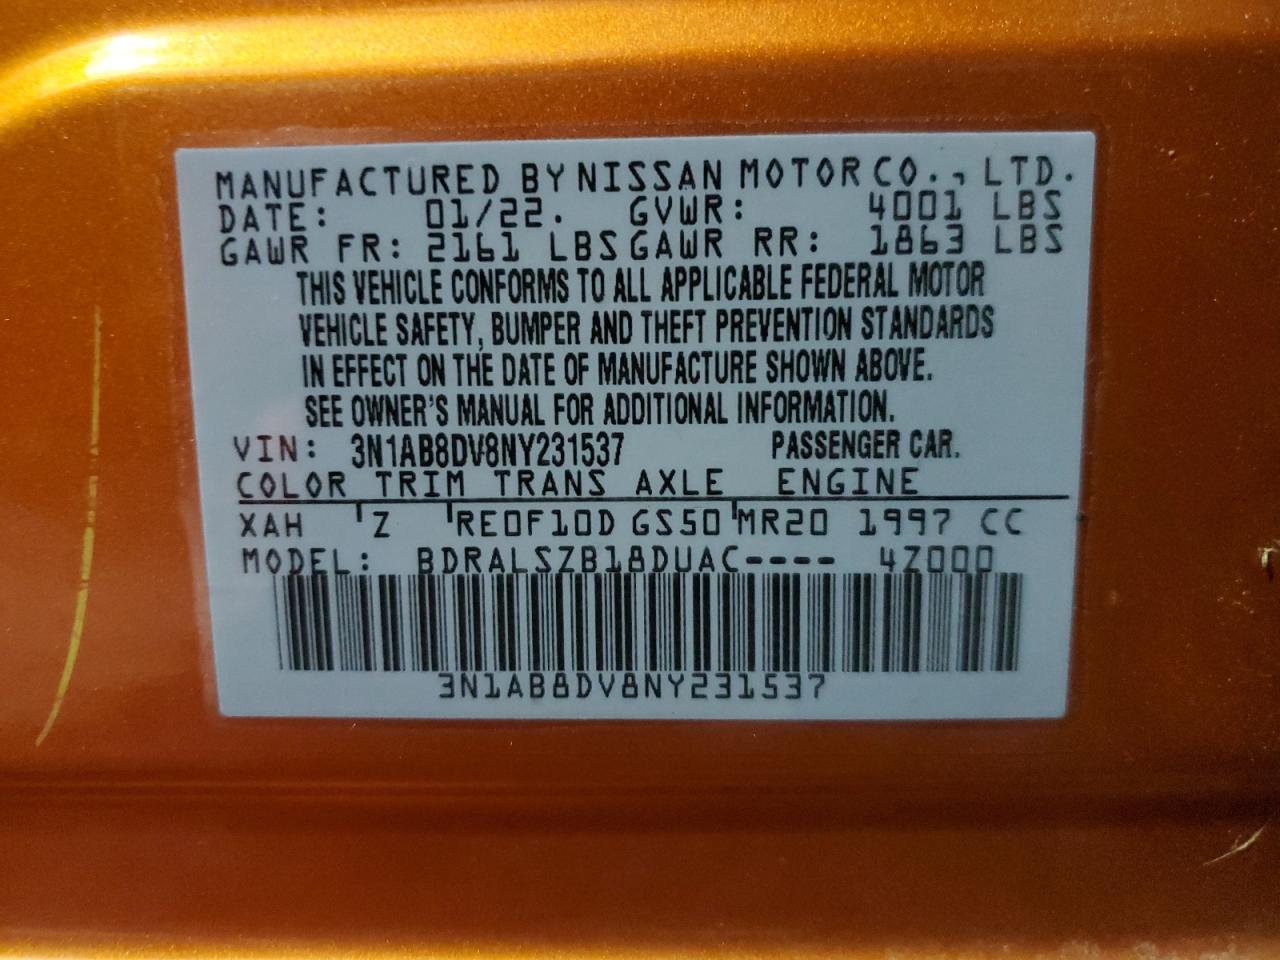 MANUFACTURED BY NISSAN MOTOR CO., LTD.
DATE: 01/22. GVWR: 4001 LBS
GAWR FR: 2161 LBS GAWR RR: 1863 LBS
THIS VEHICLE CONFORMS TO ALL APPLICABLE FEDERAL MOTOR
VEHICLE SAFETY, BUMPER AND THEFT PREVENTION STANDARDS
IN EFFECT ON THE DATE OF MANUFACTURE SHOWN ABOVE.
SEE OWNER'S MANUAL FOR ADDITIONAL INFORMATION.
VIN: 3N1AB8DV8NY231537 PASSENGER CAR.
COLOR TRIM TRANS AXLE ENGINE
XAH Z RE0F10D GS50 MR20 1997 CC
MODEL: BDRALSZB18DUAC---- 4Z000
3N1AB8DV8NY231537